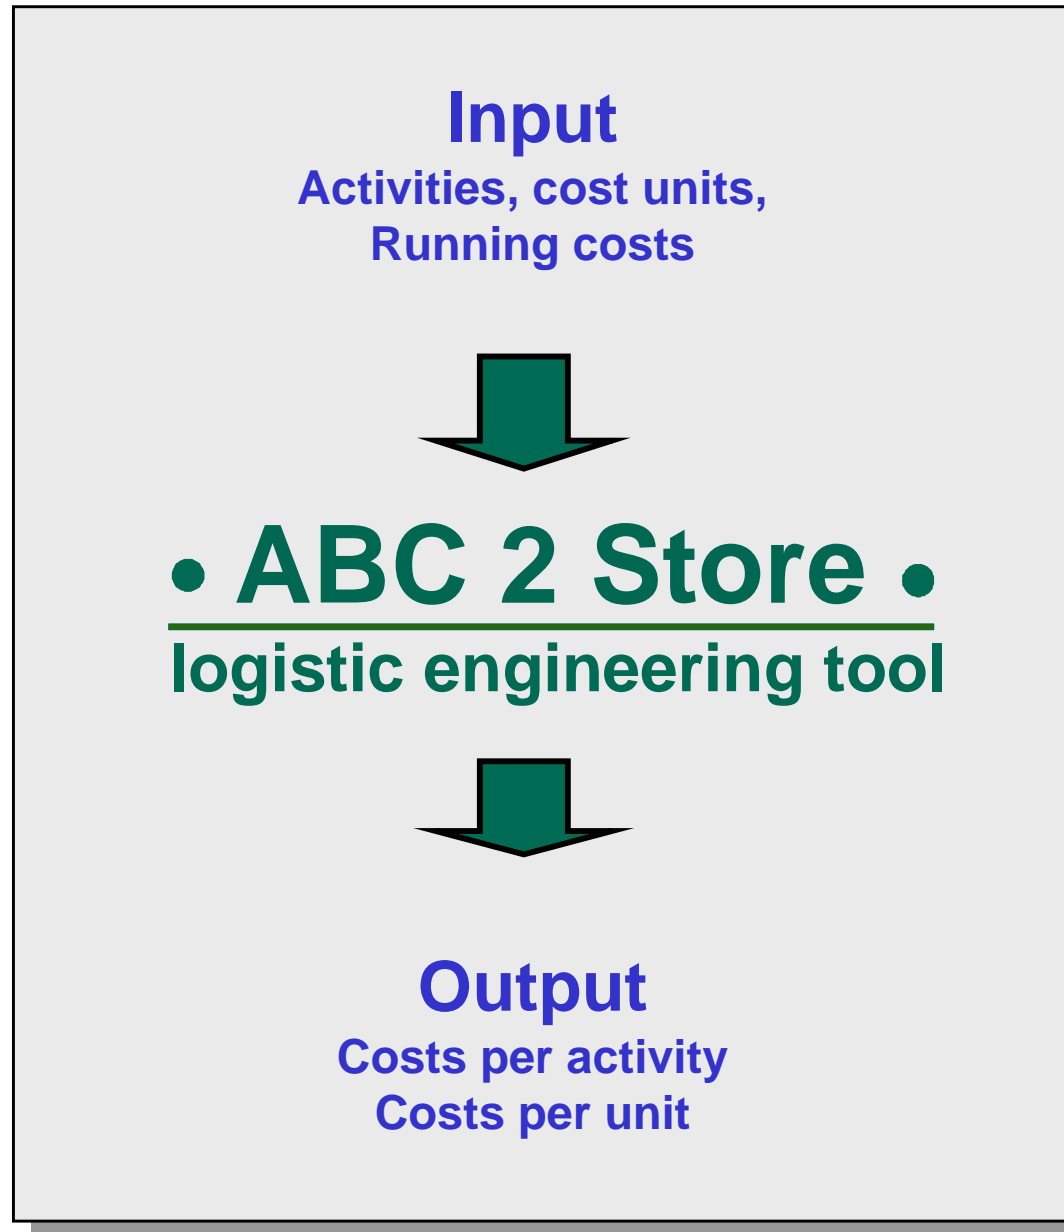 Input
Activities, cost units,
Running costs
• ABC 2 Store •
logistic engineering tool
Output
Costs per activity
Costs per unit